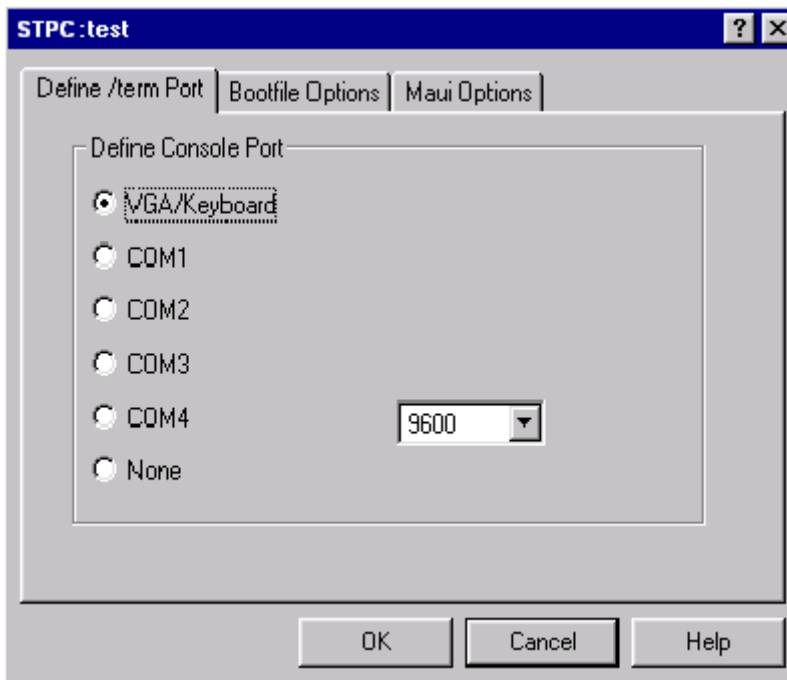 STPC:test
Define /term Port
Bootfile Options
Maui Options
Define Console Port
VGA/Keyboard
COM1
COM2
COM3
COM4
9600
None
OK
Cancel
Help